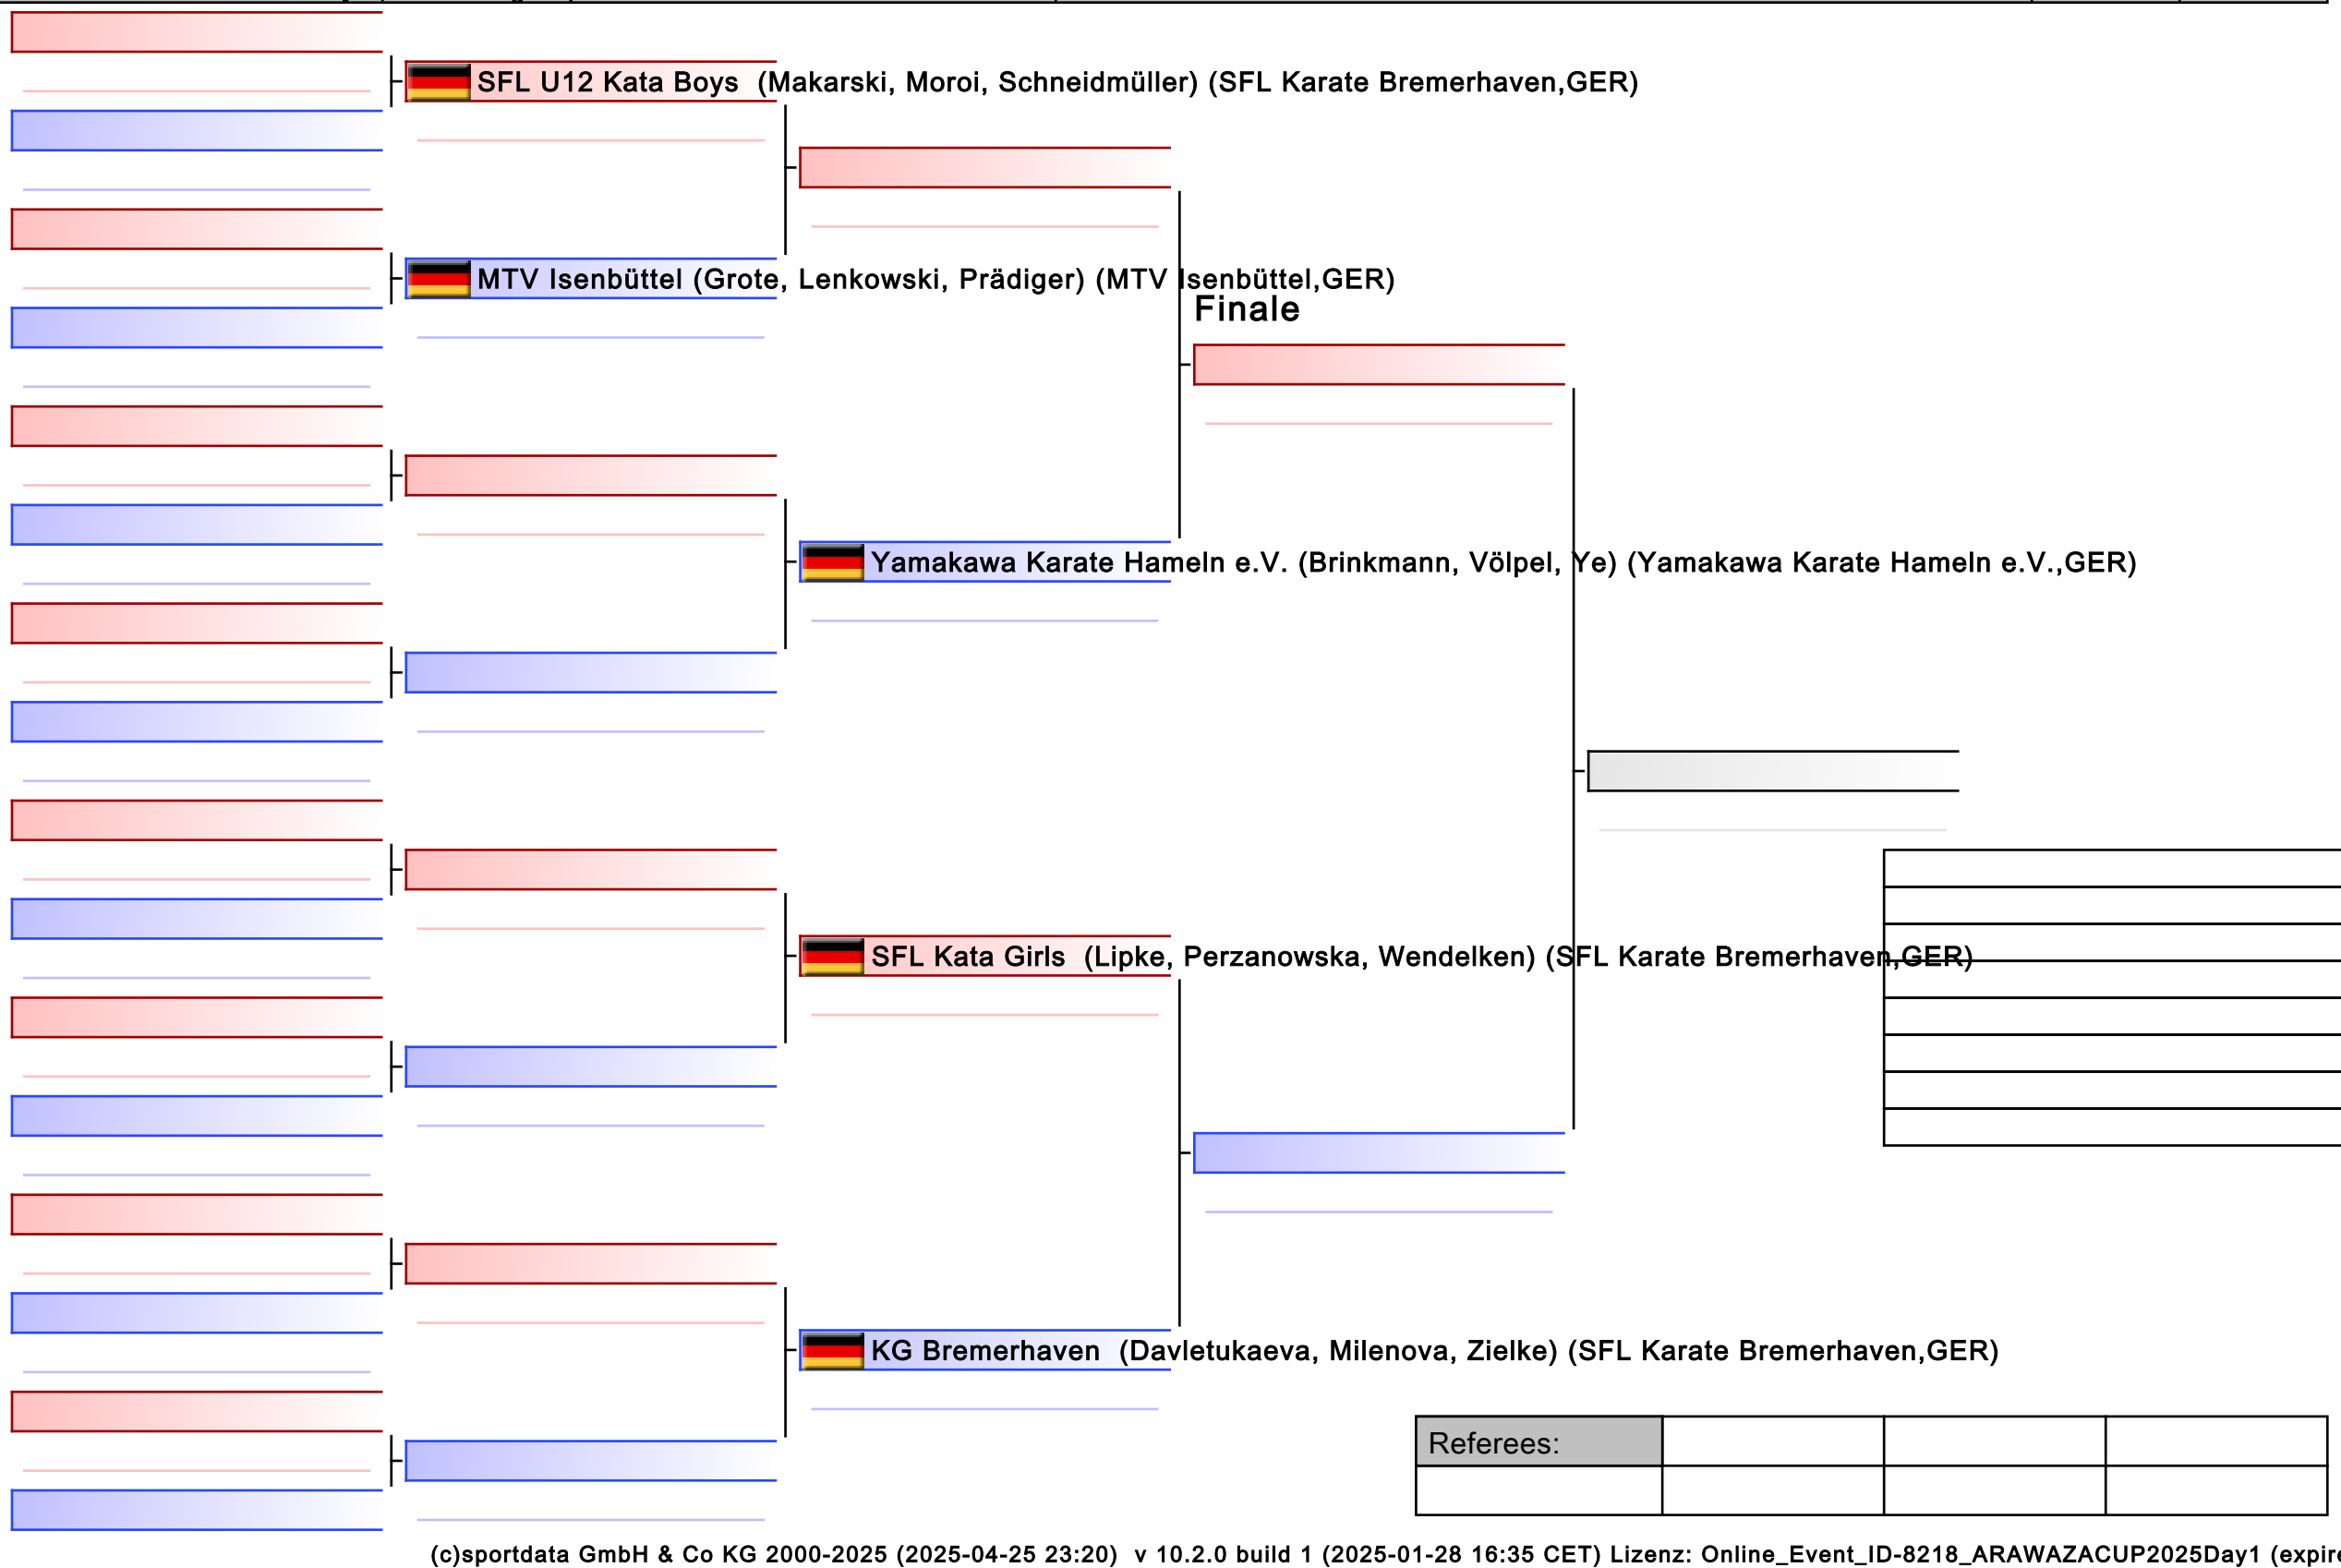 SFL U12 Kata Boys  (Makarski, Moroi, Schneidmüller) (SFL Karate Bremerhaven,GER)
MTV Isenbüttel (Grote, Lenkowski, Prädiger) (MTV Isenbüttel,GER)
Finale
Yamakawa Karate Hameln e.V. (Brinkmann, Völpel, Ye) (Yamakawa Karate Hameln e.V.,GER)
SFL Kata Girls  (Lipke, Perzanowska, Wendelken) (SFL Karate Bremerhaven,GER)
KG Bremerhaven  (Davletukaeva, Milenova, Zielke) (SFL Karate Bremerhaven,GER)
Referees:
(c)sportdata GmbH & Co KG 2000-2025 (2025-04-25 23:20)  v 10.2.0 build 1 (2025-01-28 16:35 CET) Lizenz: Online_Event_ID-8218_ARAWAZACUP2025Day1 (expir